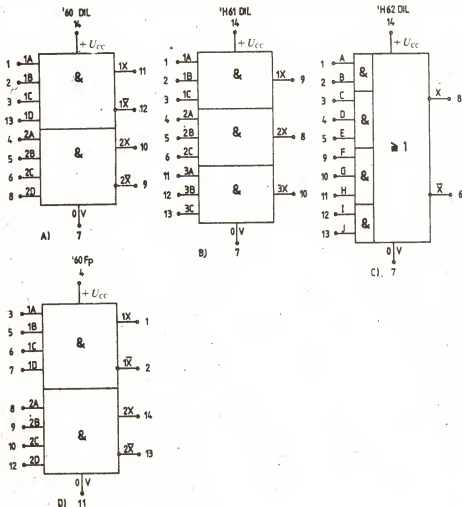 '60 DIL
14
+ UCC
1 1A
2 1B
3 1C
13 1D
4 2A
5 2B
6 2C
8 2D
&
&
1X 11
1X̅ 12
2X 10
2X̅ 9
0 V
7
A)
'H61 DIL
14
+ UCC
1 1A
2 1B
3 1C
4 2A
5 2B
6 2C
11 3A
12 3B
13 3C
&
&
&
1X 9
2X 8
3X 10
0 V
7
B)
'H62 DIL
14
+ UCC
1 A
2 B
3 C
4 D
5 E
9 F
10 G
11 H
12 I
13 J
&
&
&
&
≥ 1
X 8
X̅ 6
0 V
C) 7
'60 Fp
4
+ UCC
3 1A
5 1B
6 1C
7 1D
8 2A
9 2B
10 2C
12 2D
&
&
1X 1
1X̅ 2
2X 14
2X̅ 13
0 V
D) 11